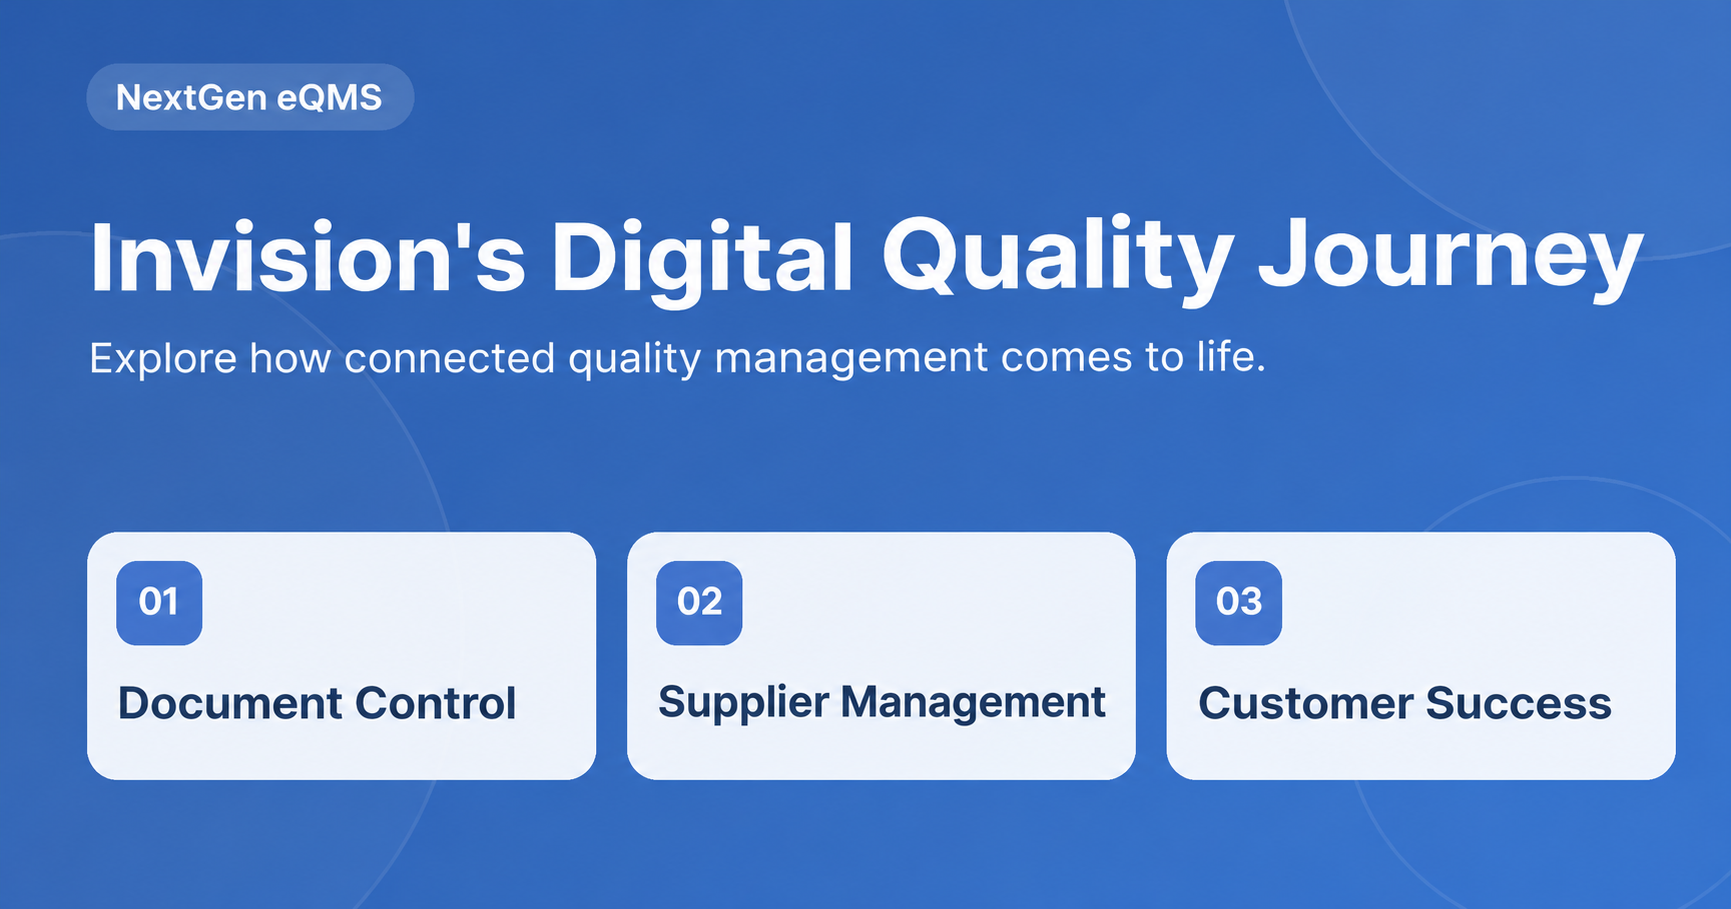 NextGen eQMS
Invision's Digital Quality Journey
Explore how connected quality management comes to life.
01
Document Control
02
Supplier Management
03
Customer Success